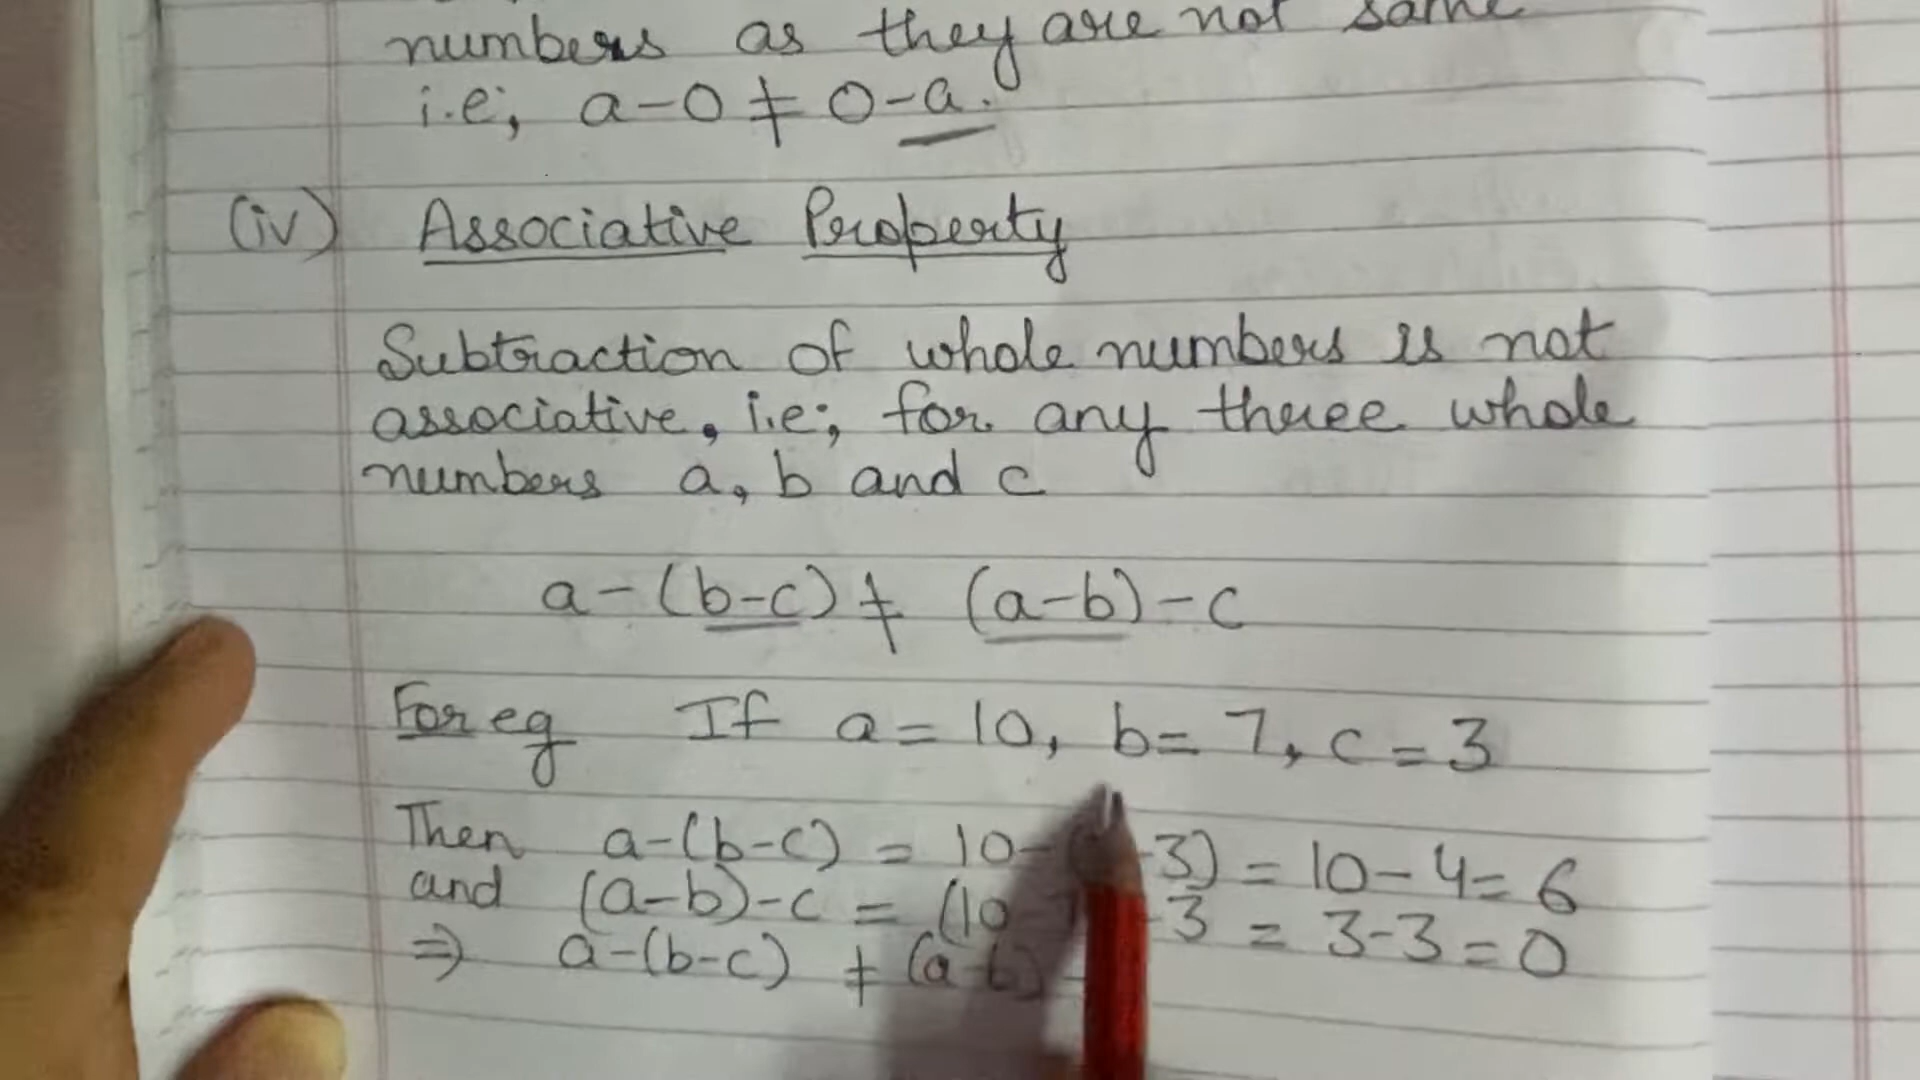 numbers as they are not same
i.e; a-0 ≠ 0-a.
(iv) Associative Property
Subtraction of whole numbers is not
associative, i.e; for any three whole
numbers a, b and c
a-(b-c) ≠ (a-b)-c
For eg If a = 10, b = 7, c = 3
Then a-(b-c) = 10- -3) = 10-4 = 6
and (a-b)-c = (10-7 -3 = 3-3 = 0
⇒ a-(b-c) ≠ (a-b)-